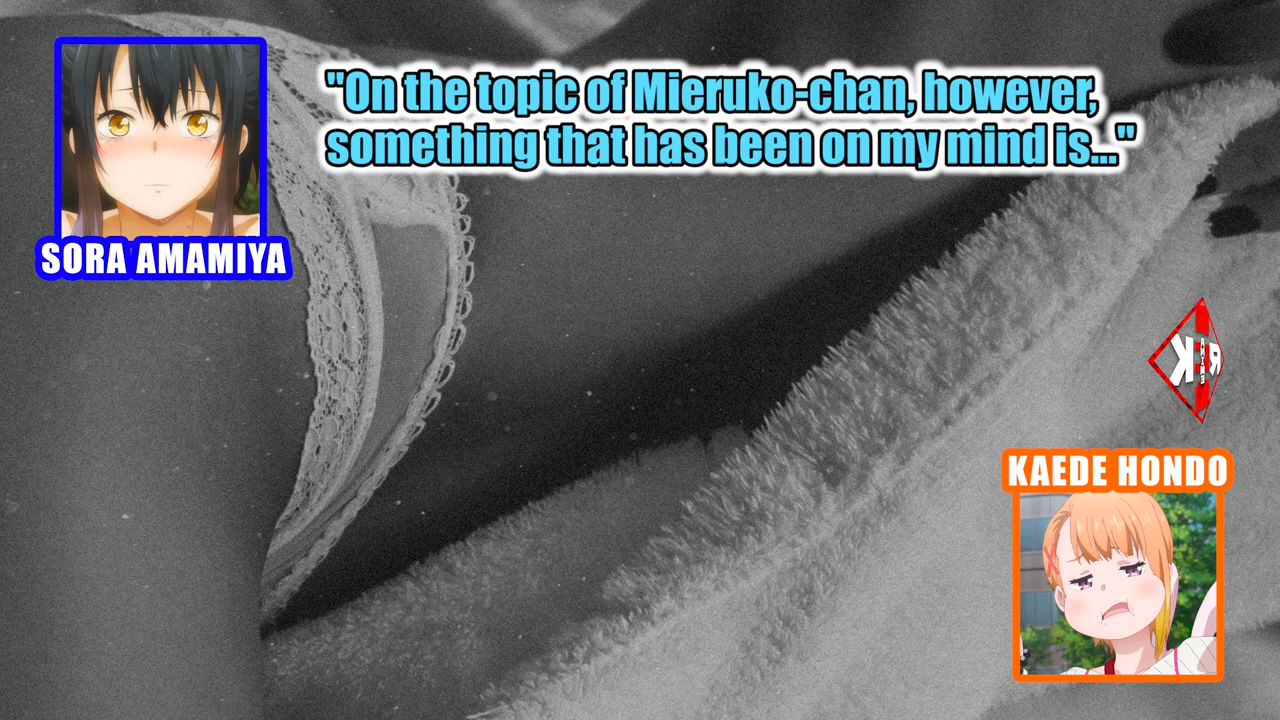 "On the topic of Mieruko-chan, however,
something that has been on my mind is..."
SORA AMAMIYA
KAEDE HONDO